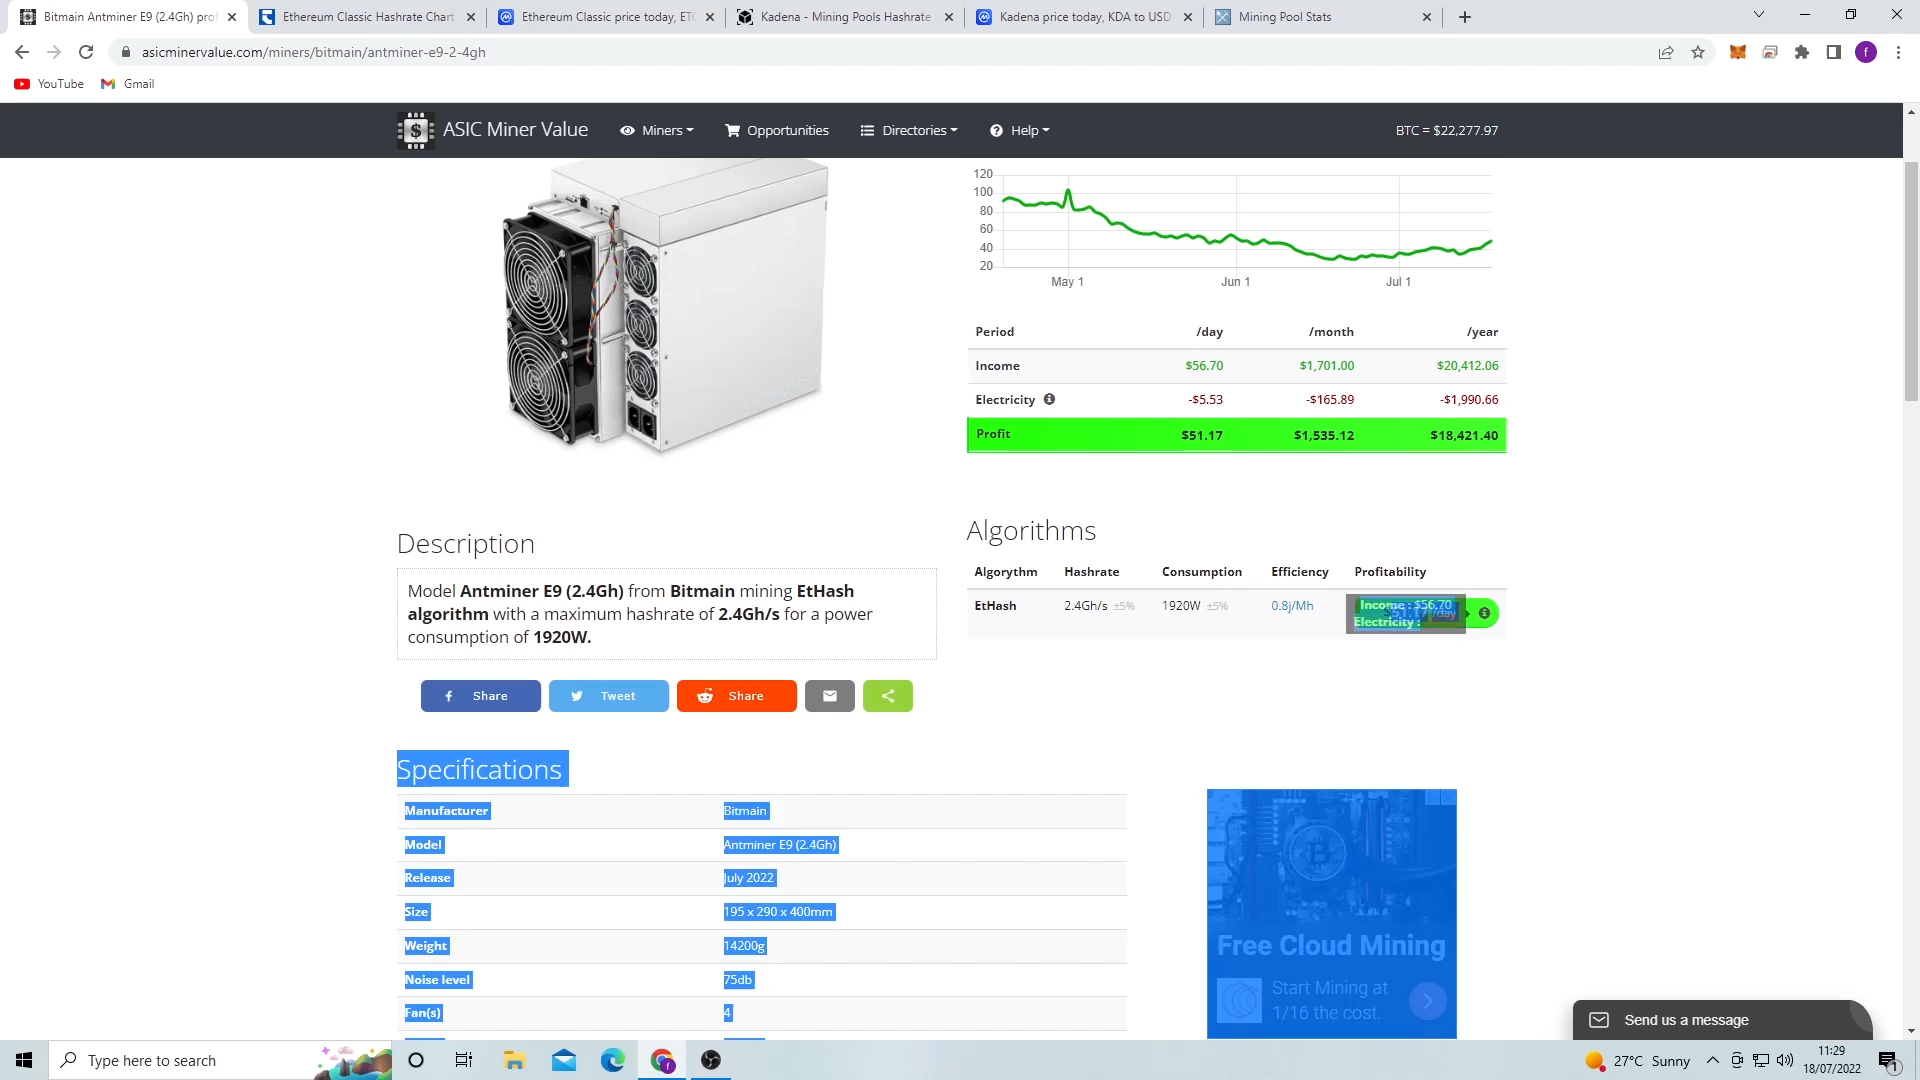 Bitmain Antminer E9 (2.4Gh) prof
Ethereum Classic Hashrate Chart
Ethereum Classic price today, ETC
Kadena - Mining Pools Hashrate
Kadena price today, KDA to USD
Mining Pool Stats
asicminervalue.com/miners/bitmain/antminer-e9-2-4gh
f
YouTube
Gmail
ASIC Miner Value
Miners
Opportunities
Directories
Help
BTC = $22,277.97
120
100
80
60
40
20
May 1
Jun 1
Jul 1
Period /day /month /year
Income $56.70 $1,701.00 $20,412.06
Electricity -$5.53 -$165.89 -$1,990.66
Profit $51.17 $1,535.12 $18,421.40
Description
Model Antminer E9 (2.4Gh) from Bitmain mining EtHash
algorithm with a maximum hashrate of 2.4Gh/s for a power
consumption of 1920W.
Share
Tweet
Share
Algorithms
Algorythm Hashrate Consumption Efficiency Profitability
EtHash 2.4Gh/s ±5% 1920W ±5% 0.8j/Mh
Income : $56.70
$51.17 /day
Electricity :
Specifications
Manufacturer Bitmain
Model Antminer E9 (2.4Gh)
Release July 2022
Size 195 x 290 x 400mm
Weight 14200g
Noise level 75db
Fan(s) 4
Free Cloud Mining
Start Mining at
1/16 the cost.
Send us a message
Type here to search
27°C Sunny
11:29
18/07/2022
1